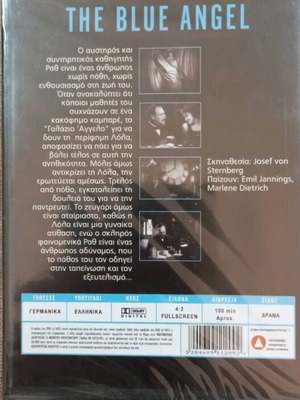 THE BLUE ANGEL
Ο αυστηρός και
συντηρητικός καθηγητής
Ραθ είναι ένας άνθρωπος
χωρίς πάθη, χωρίς
ενθουσιασμό στη ζωή του.
Όταν ανακαλύπτει ότι
κάποιοι μαθητές του
συχνάζουν σε ένα
κακόφημο καμπαρέ, το
"Γαλάζιο Άγγελο" για να
δουν τη περίφημη Λόλα,
αποφασίζει να πάει για να
βάλει τέλος σε αυτή την
ανηθικότητα. Μόλις όμως
αντικρίζει τη Λόλα, την
ερωτεύεται αμέσως. Τρελός
από πόθο, εγκαταλείπει τη
δουλειά του για να την
παντρευτεί. Το ζευγάρι όμως
είναι αταίριαστο, καθώς η
Λόλα είναι μια γυναίκα
ατίθαση, ενώ ο σκληρός
φαινομενικά Ραθ είναι ένας
άνθρωπος αδύναμος, που
το πάθος του τον οδηγεί
στην ταπείνωση και τον
εξευτελισμό...
Σκηνοθεσία: Josef von
Sternberg
Παίζουν: Emil Jannings,
Marlene Dietrich
ΓΛΩΣΣΕΣ ΥΠΟΤΙΤΛΟΙ ΗΧΟΣ ΕΙΚΟΝΑ ΔΙΑΡΚΕΙΑ ΕΙΔΟΣ
ΓΕΡΜΑΝΙΚΑ ΕΛΛΗΝΙΚΑ DOLBY DIGITAL 4:3 FULLSCREEN 100 min Aprox. ΔΡΑΜΑ